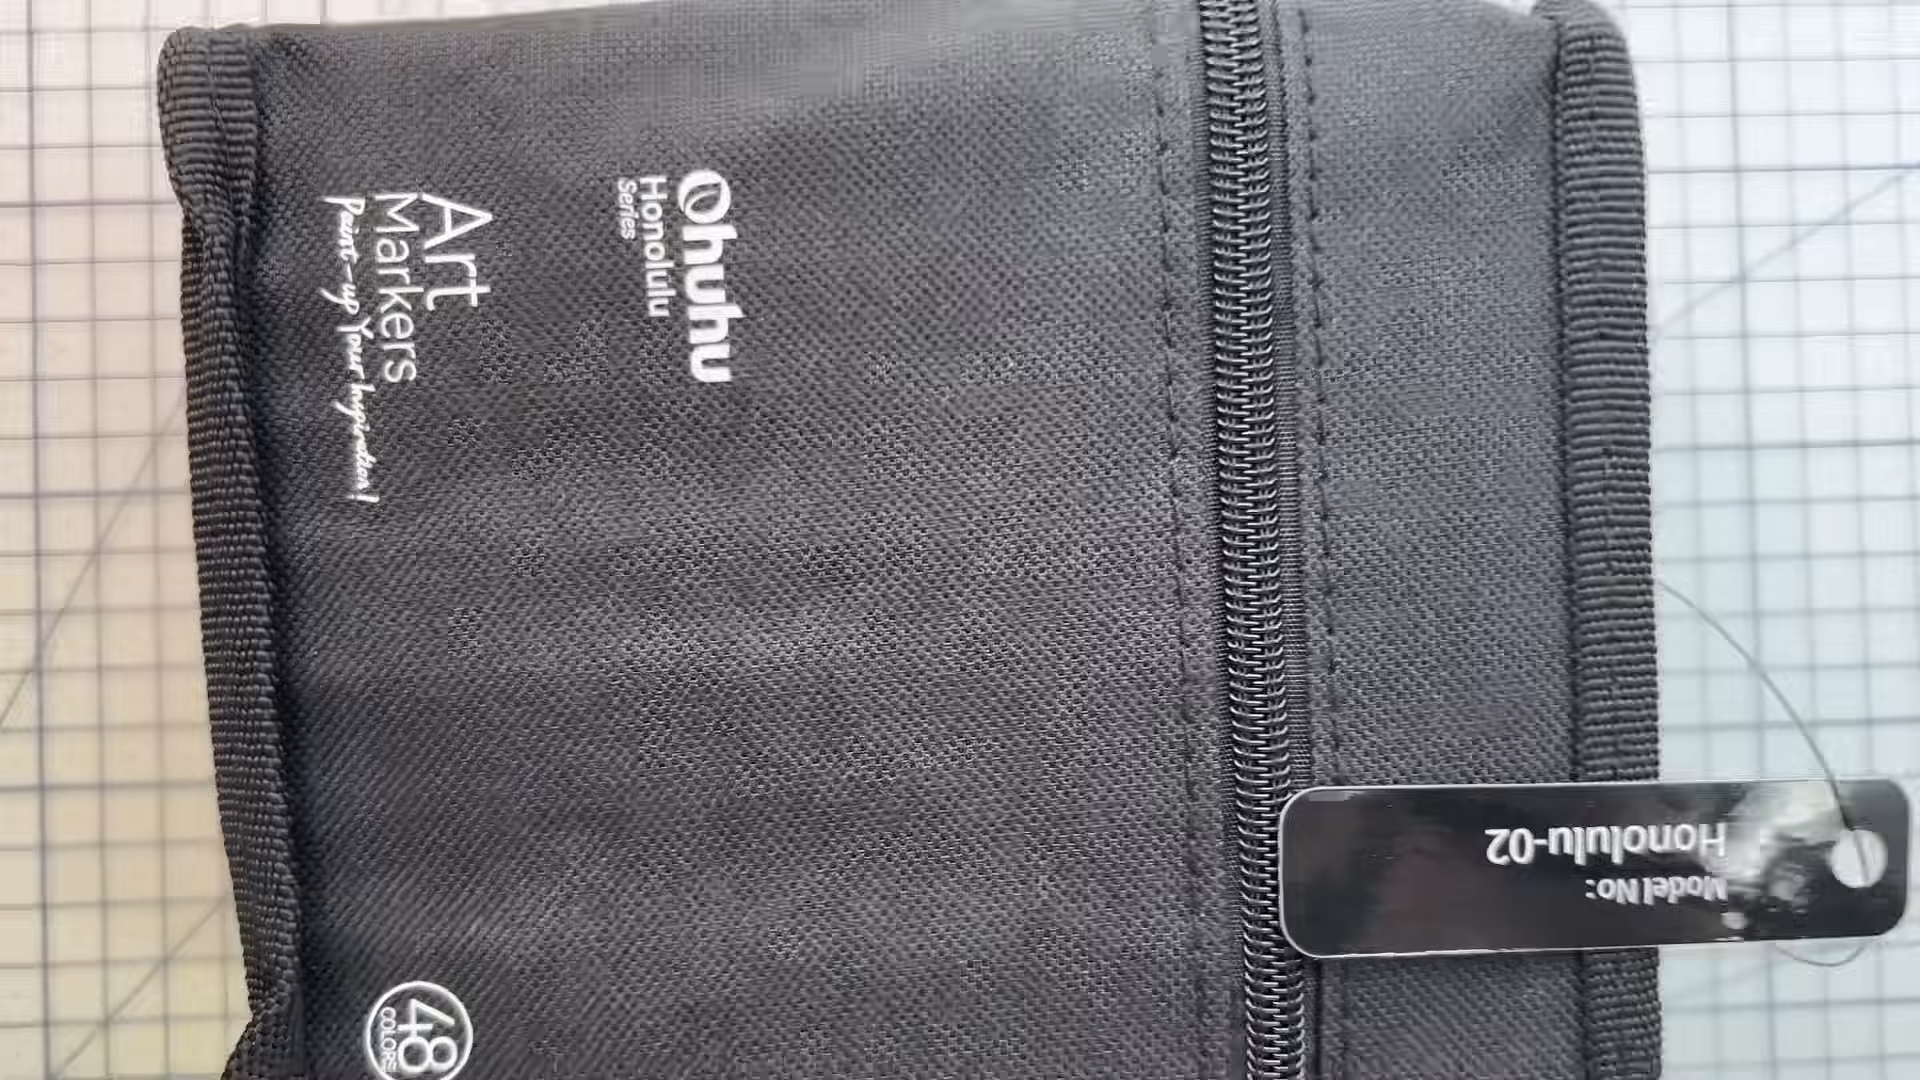 Ohuhu
Honolulu
Series
Art
Markers
Paint-up Your Inspiration!
48
COLORS
Model No:
Honolulu-02